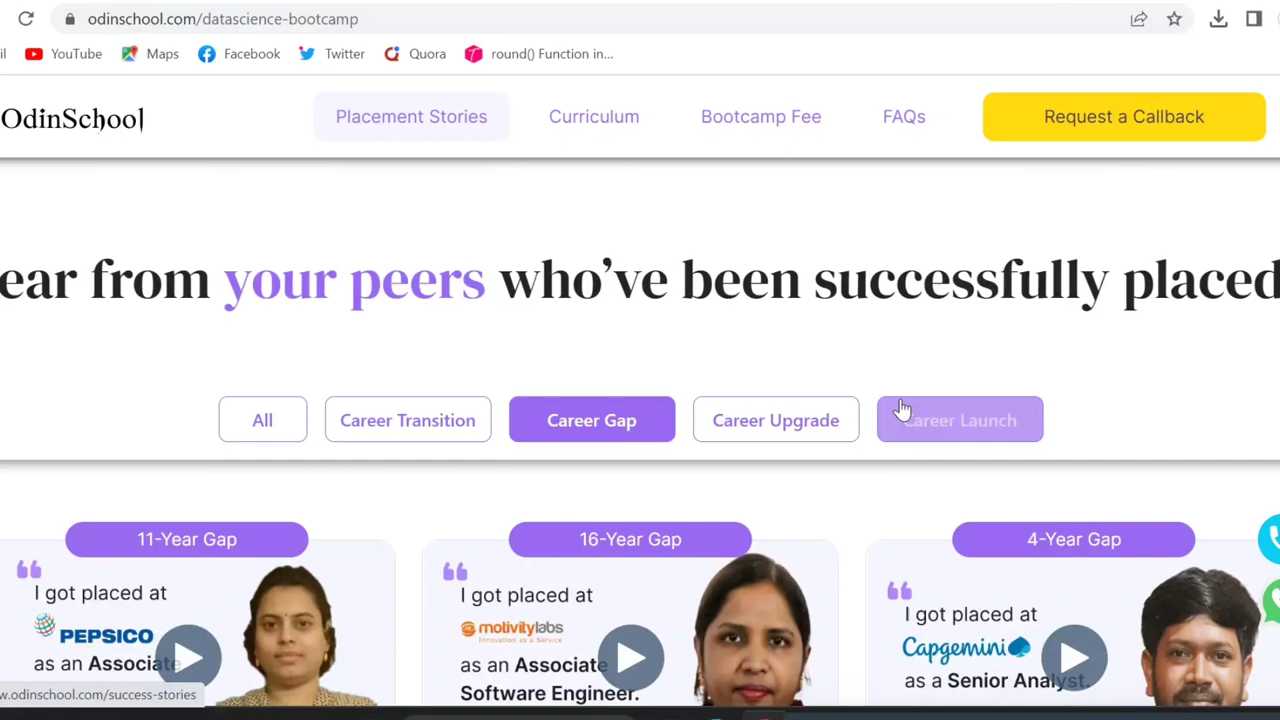 odinschool.com/datascience-bootcamp
il YouTube Maps Facebook Twitter Quora round() Function in...
OdinSchool Placement Stories Curriculum Bootcamp Fee FAQs Request a Callback
ear from your peers who’ve been successfully placed
All Career Transition Career Gap Career Upgrade Career Launch
11-Year Gap
I got placed at
PEPSICO
as an Associate
16-Year Gap
I got placed at
motivitylabs
Innovation as a Service
as an Associate
Software Engineer.
4-Year Gap
I got placed at
Capgemini
as a Senior Analyst.
w.odinschool.com/success-stories